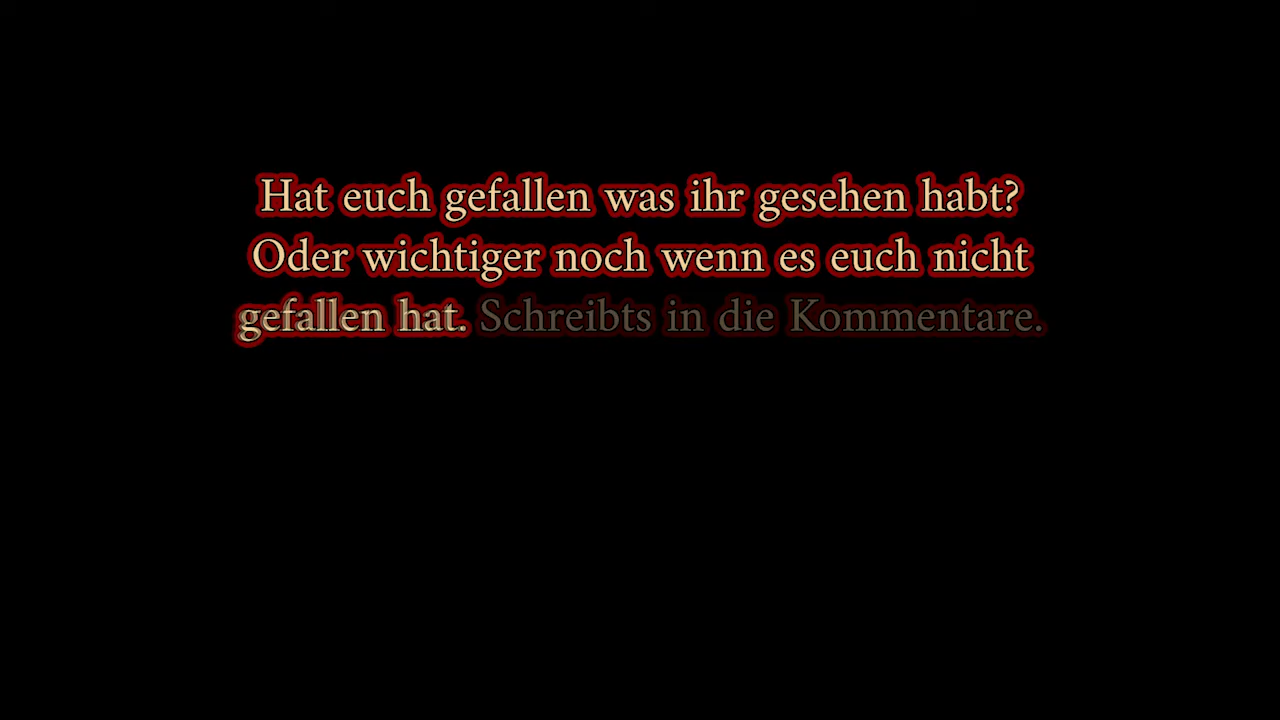 Hat euch gefallen was ihr gesehen habt?
Oder wichtiger noch wenn es euch nicht
gefallen hat. Schreibts in die Kommentare.